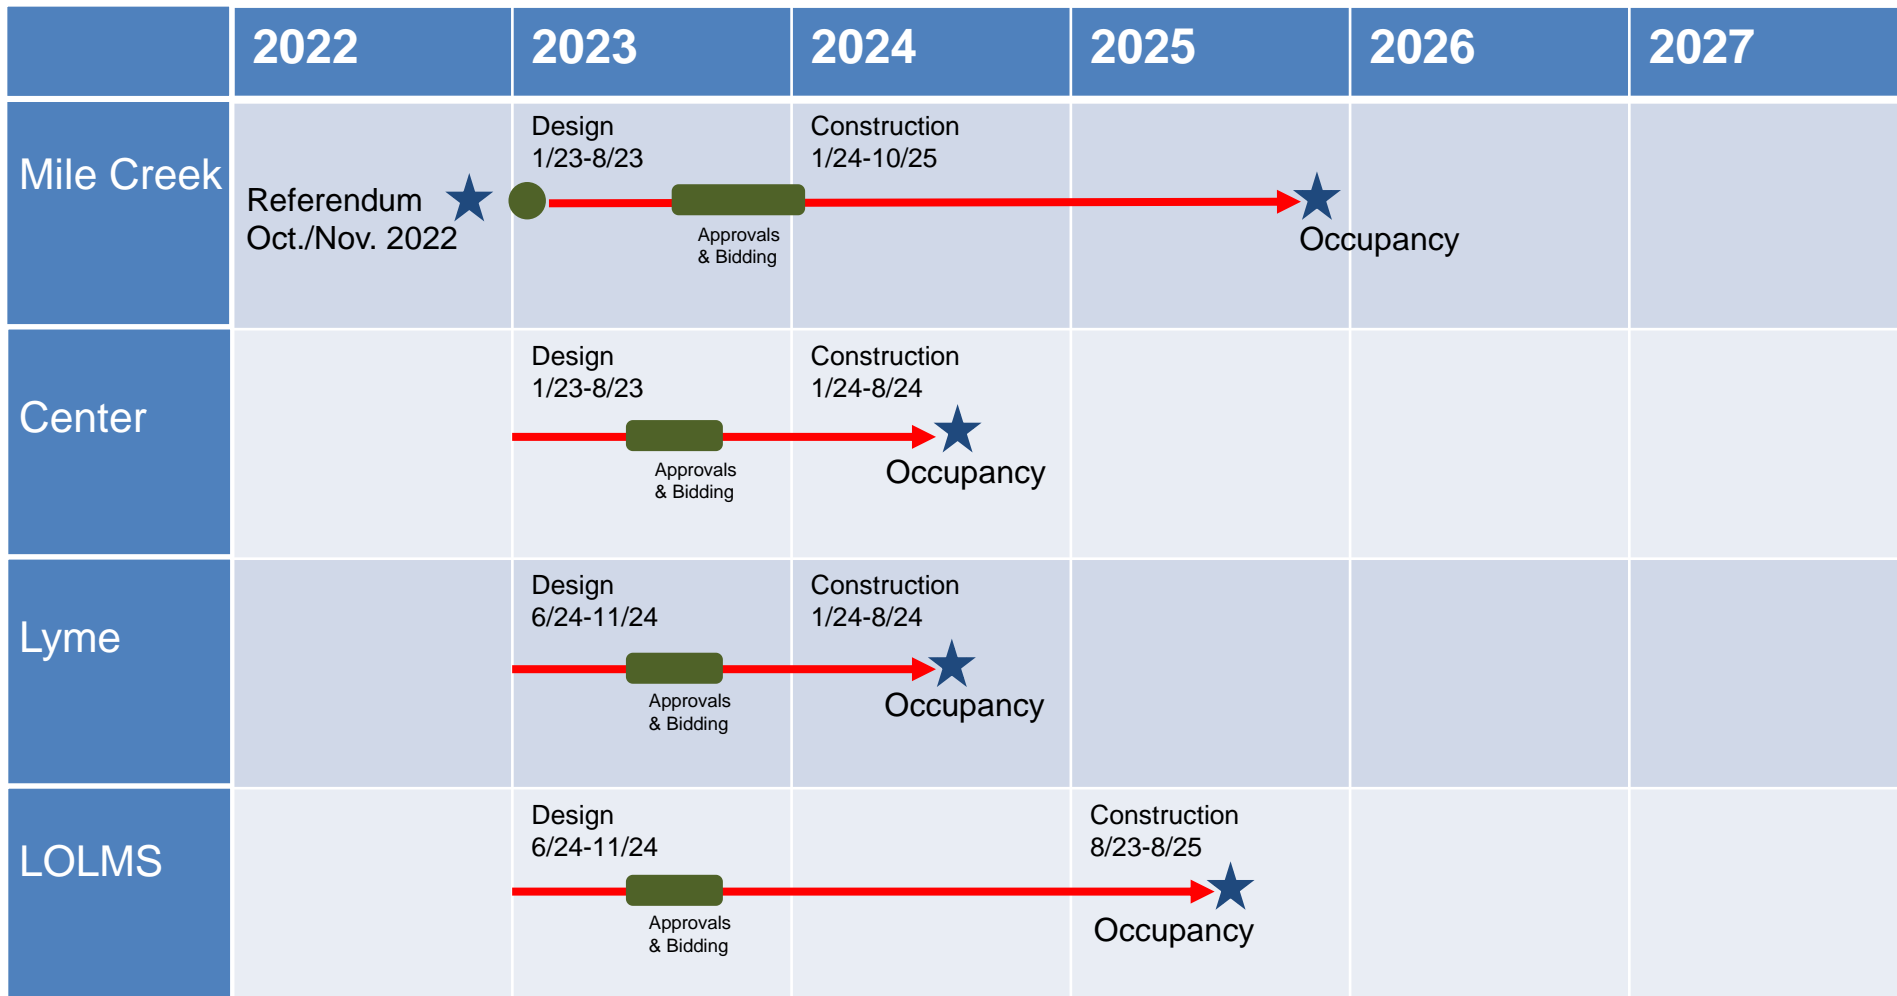 2022 2023 2024 2025 2026 2027
Mile Creek
Referendum
Oct./Nov. 2022
Design
1/23-8/23
Approvals
& Bidding
Construction
1/24-10/25
Occupancy
Center
Design
1/23-8/23
Approvals
& Bidding
Construction
1/24-8/24
Occupancy
Lyme
Design
6/24-11/24
Approvals
& Bidding
Construction
1/24-8/24
Occupancy
LOLMS
Design
6/24-11/24
Approvals
& Bidding
Construction
8/23-8/25
Occupancy